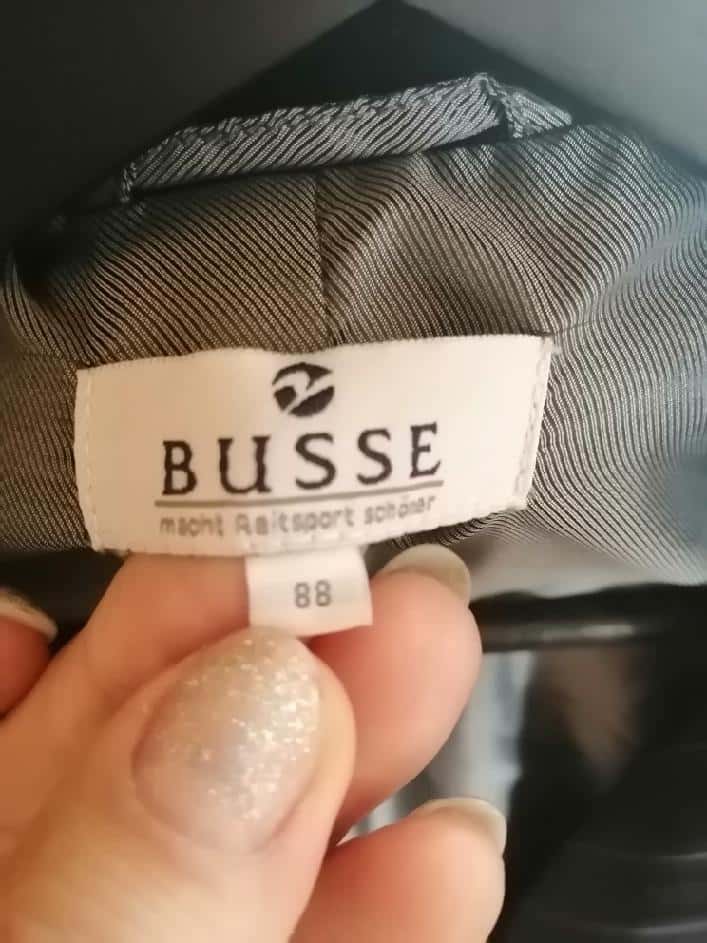 BUSSE
macht Reitsport schöner
88